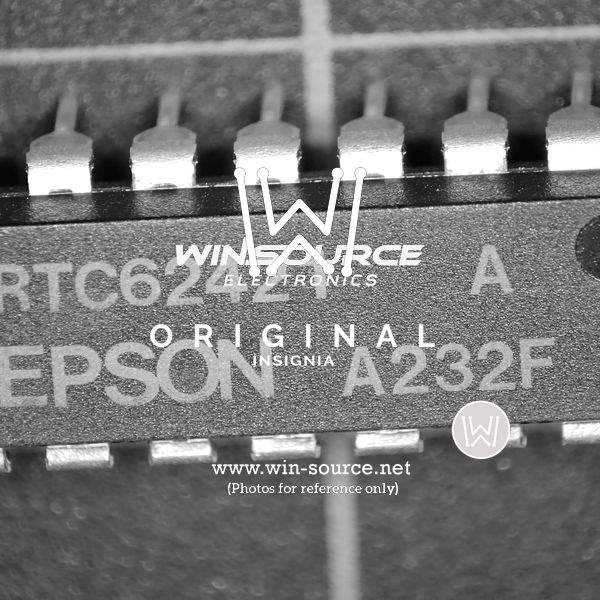 WINSOURCE
ELECTRONICS
RTC62421 A
ORIGINAL
INSIGNIA
EPSON A232F
www.win-source.net
(Photos for reference only)